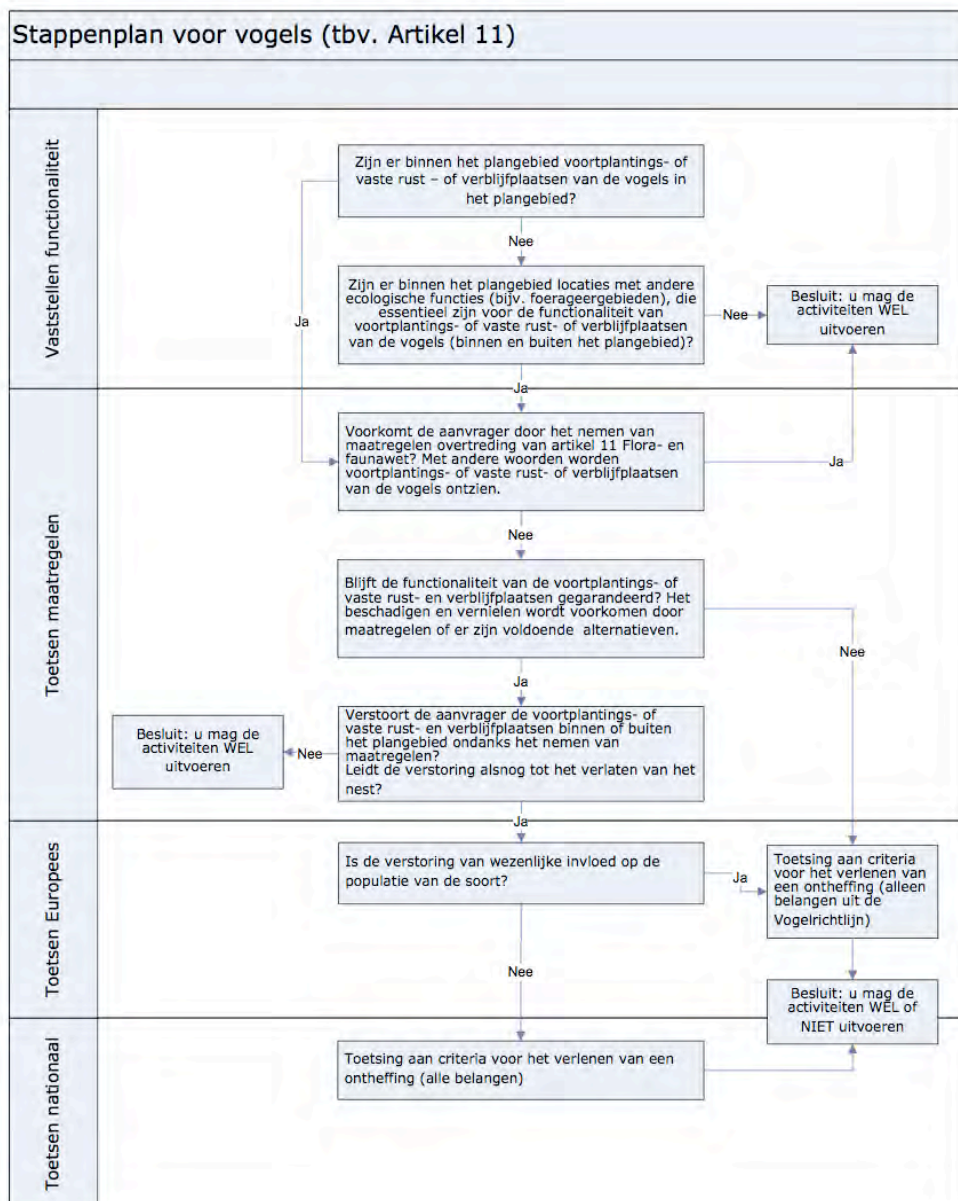 Stappenplan voor vogels (tbv. Artikel 11)
Vaststellen functionaliteit
Zijn er binnen het plangebied voortplantings- of
vaste rust – of verblijfplaatsen van de vogels in
het plangebied?
Nee
Ja
Zijn er binnen het plangebied locaties met andere
ecologische functies (bijv. foerageergebieden), die
essentieel zijn voor de functionaliteit van
voortplantings- of vaste rust- of verblijfplaatsen
van de vogels (binnen en buiten het plangebied)?
Nee
Besluit: u mag de
activiteiten WEL
uitvoeren
Ja
Toetsen maatregelen
Voorkomt de aanvrager door het nemen van
maatregelen overtreding van artikel 11 Flora- en
faunawet? Met andere woorden worden
voortplantings- of vaste rust- of verblijfplaatsen
van de vogels ontzien.
Ja
Nee
Blijft de functionaliteit van de voortplantings- of
vaste rust- en verblijfplaatsen gegarandeerd? Het
beschadigen en vernielen wordt voorkomen door
maatregelen of er zijn voldoende alternatieven.
Nee
Ja
Verstoort de aanvrager de voortplantings- of
vaste rust- en verblijfplaatsen binnen of buiten
het plangebied ondanks het nemen van
maatregelen?
Leidt de verstoring alsnog tot het verlaten van het
nest?
Nee
Besluit: u mag de
activiteiten WEL
uitvoeren
Ja
Toetsen Europees
Is de verstoring van wezenlijke invloed op de
populatie van de soort?
Ja
Toetsing aan criteria
voor het verlenen van
een ontheffing (alleen
belangen uit de
Vogelrichtlijn)
Nee
Besluit: u mag de
activiteiten WEL of
NIET uitvoeren
Toetsen nationaal
Toetsing aan criteria voor het verlenen van een
ontheffing (alle belangen)